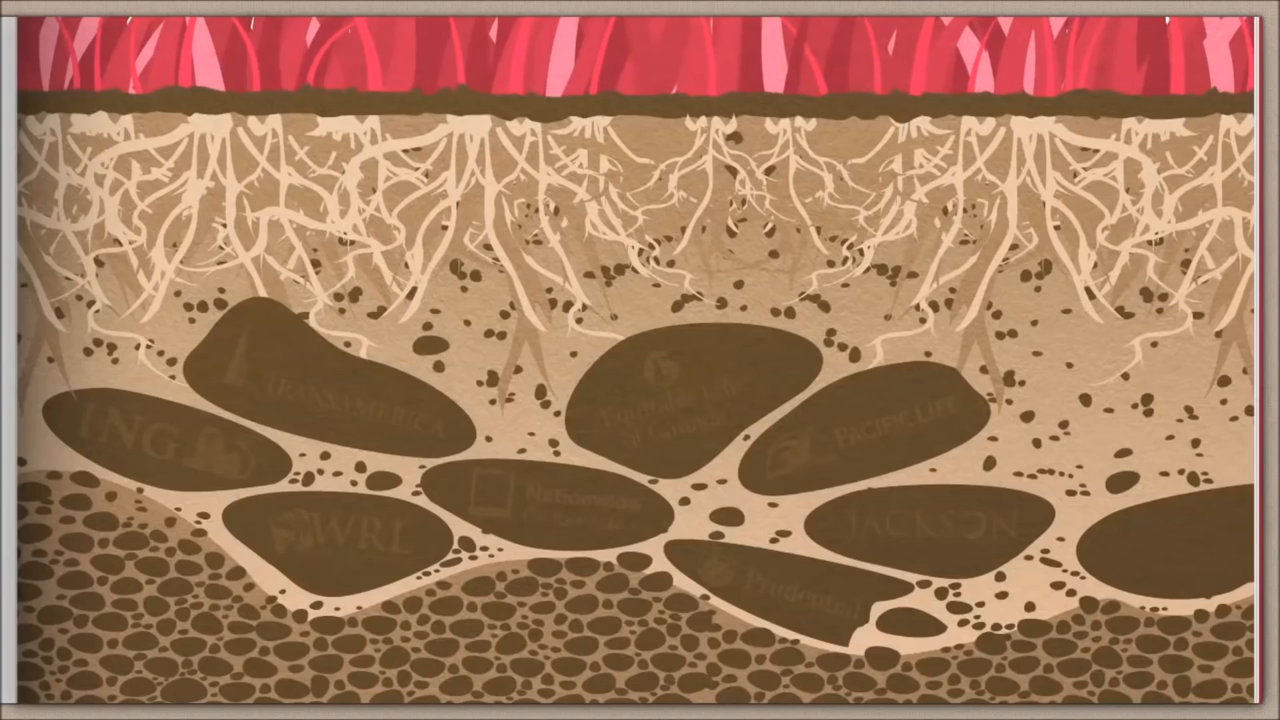 TRANSAMERICA
ING
Equitable Life
of Canada
PACIFIC LIFE
Nationwide
WRL
JACKSON
Prudential